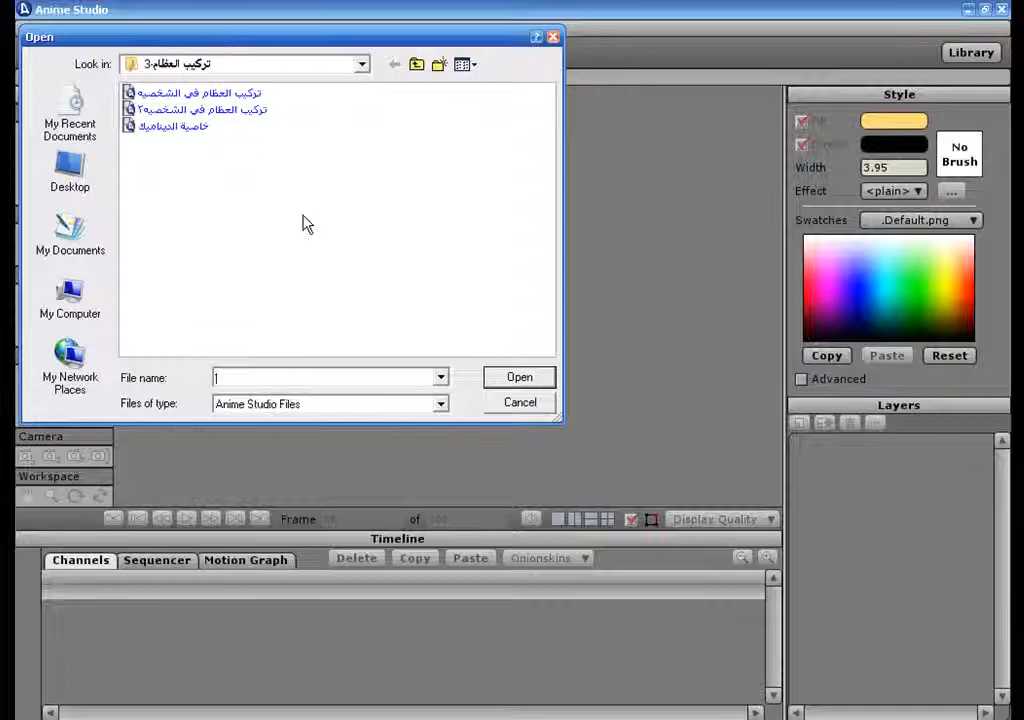 Anime Studio
Open
Look in:
3-تركيب العظام
تركيب العظام في الشخصيه
تركيب العظام في الشخصيه٢
خاصية الديناميك
My Recent
Documents
Desktop
My Documents
My Computer
My Network
Places
File name:
Open
Files of type:
Anime Studio Files
Cancel
Library
Style
Fill
No
Brush
Width
3.95
Effect
<plain>
...
Swatches
.Default.png
Copy
Paste
Reset
Advanced
Layers
Camera
Workspace
Frame
of
Display Quality
Timeline
Channels
Sequencer
Motion Graph
Delete
Copy
Paste
Onionskins